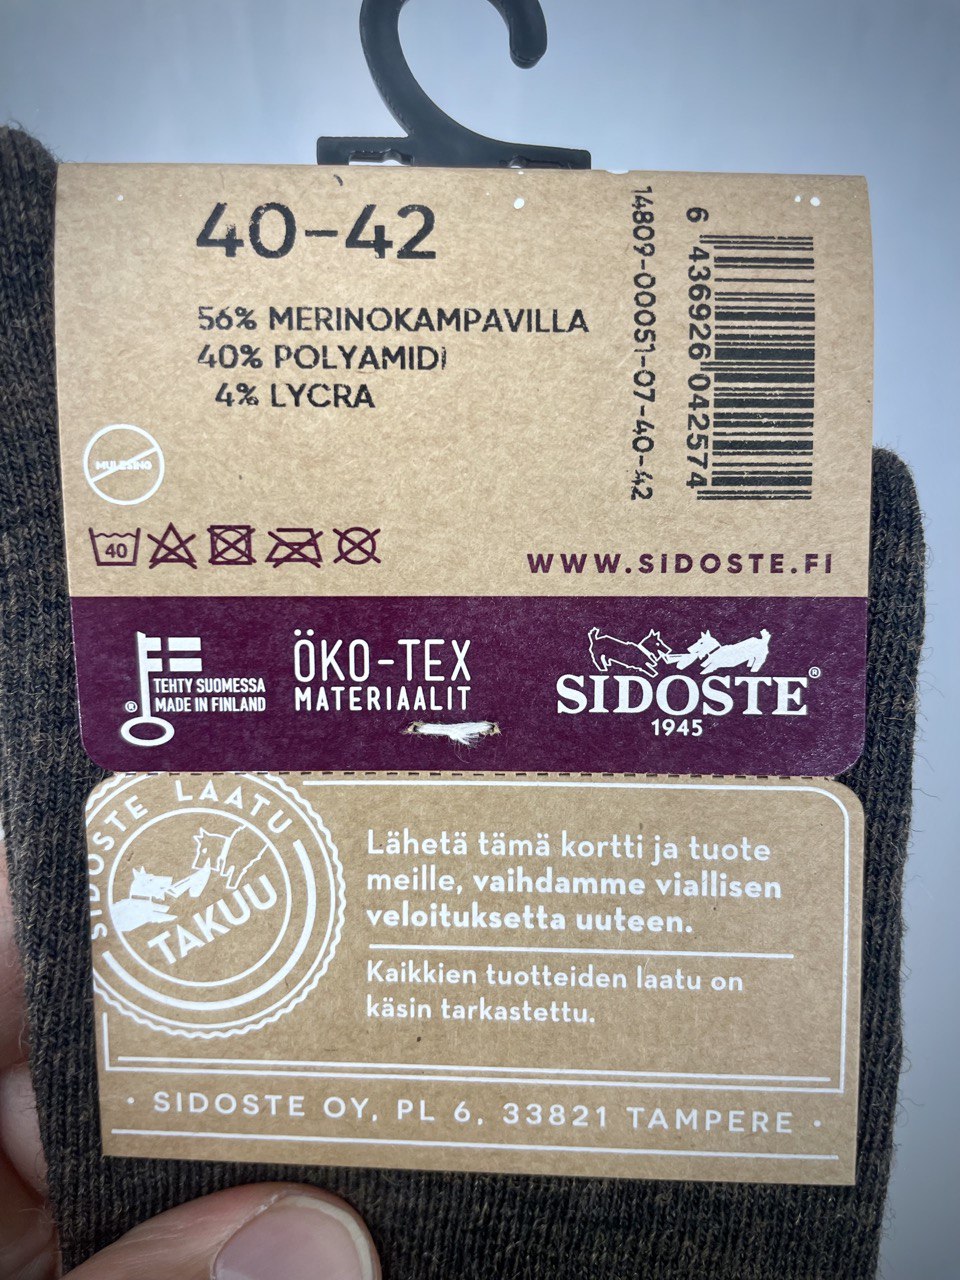 40-42
56% MERINOKAMPAVILLA
40% POLYAMIDI
4% LYCRA
14809-00051-07-40-42
6 436926 042574
MULESING
40
WWW.SIDOSTE.FI
TEHTY SUOMESSA
® MADE IN FINLAND
ÖKO-TEX
MATERIAALIT
SIDOSTE®
1945
SIDOSTE LAATU
TAKUU
Lähetä tämä kortti ja tuote
meille, vaihdamme viallisen
veloituksetta uuteen.
Kaikkien tuotteiden laatu on
käsin tarkastettu.
· SIDOSTE OY, PL 6, 33821 TAMPERE ·